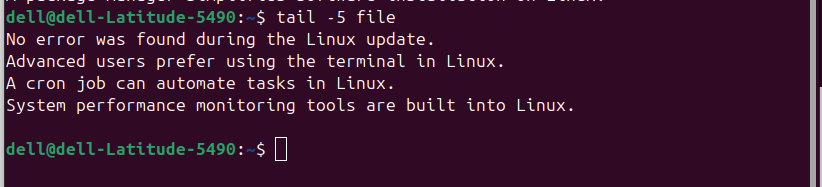 dell@dell-Latitude-5490:~$ tail -5 file
No error was found during the Linux update.
Advanced users prefer using the terminal in Linux.
A cron job can automate tasks in Linux.
System performance monitoring tools are built into Linux.
dell@dell-Latitude-5490:~$